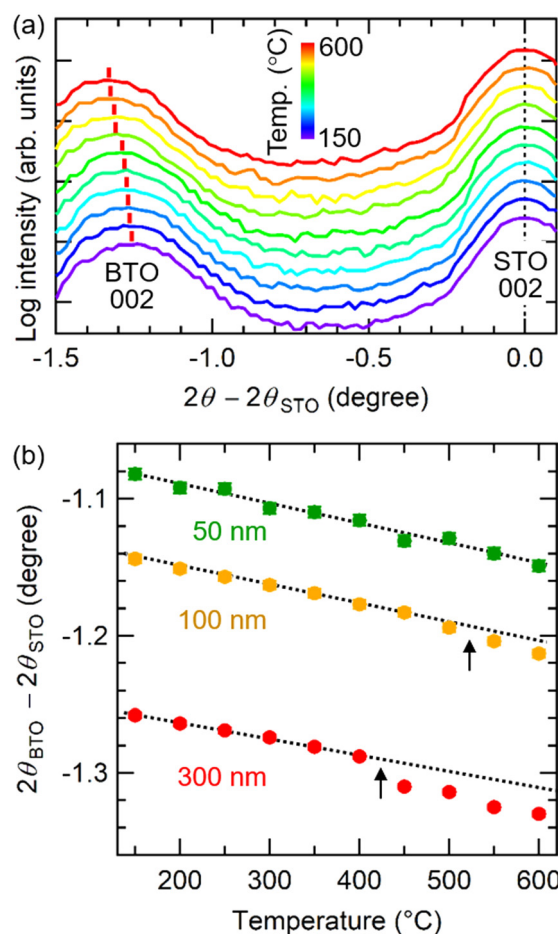 (a)
Log intensity (arb. units)
Temp. (°C)
600
150
BTO
002
STO
002
-1.5
-1.0
-0.5
0.0
2θ – 2θSTO (degree)
(b)
2θBTO – 2θSTO (degree)
-1.1
-1.2
-1.3
50 nm
100 nm
300 nm
200
300
400
500
600
Temperature (°C)